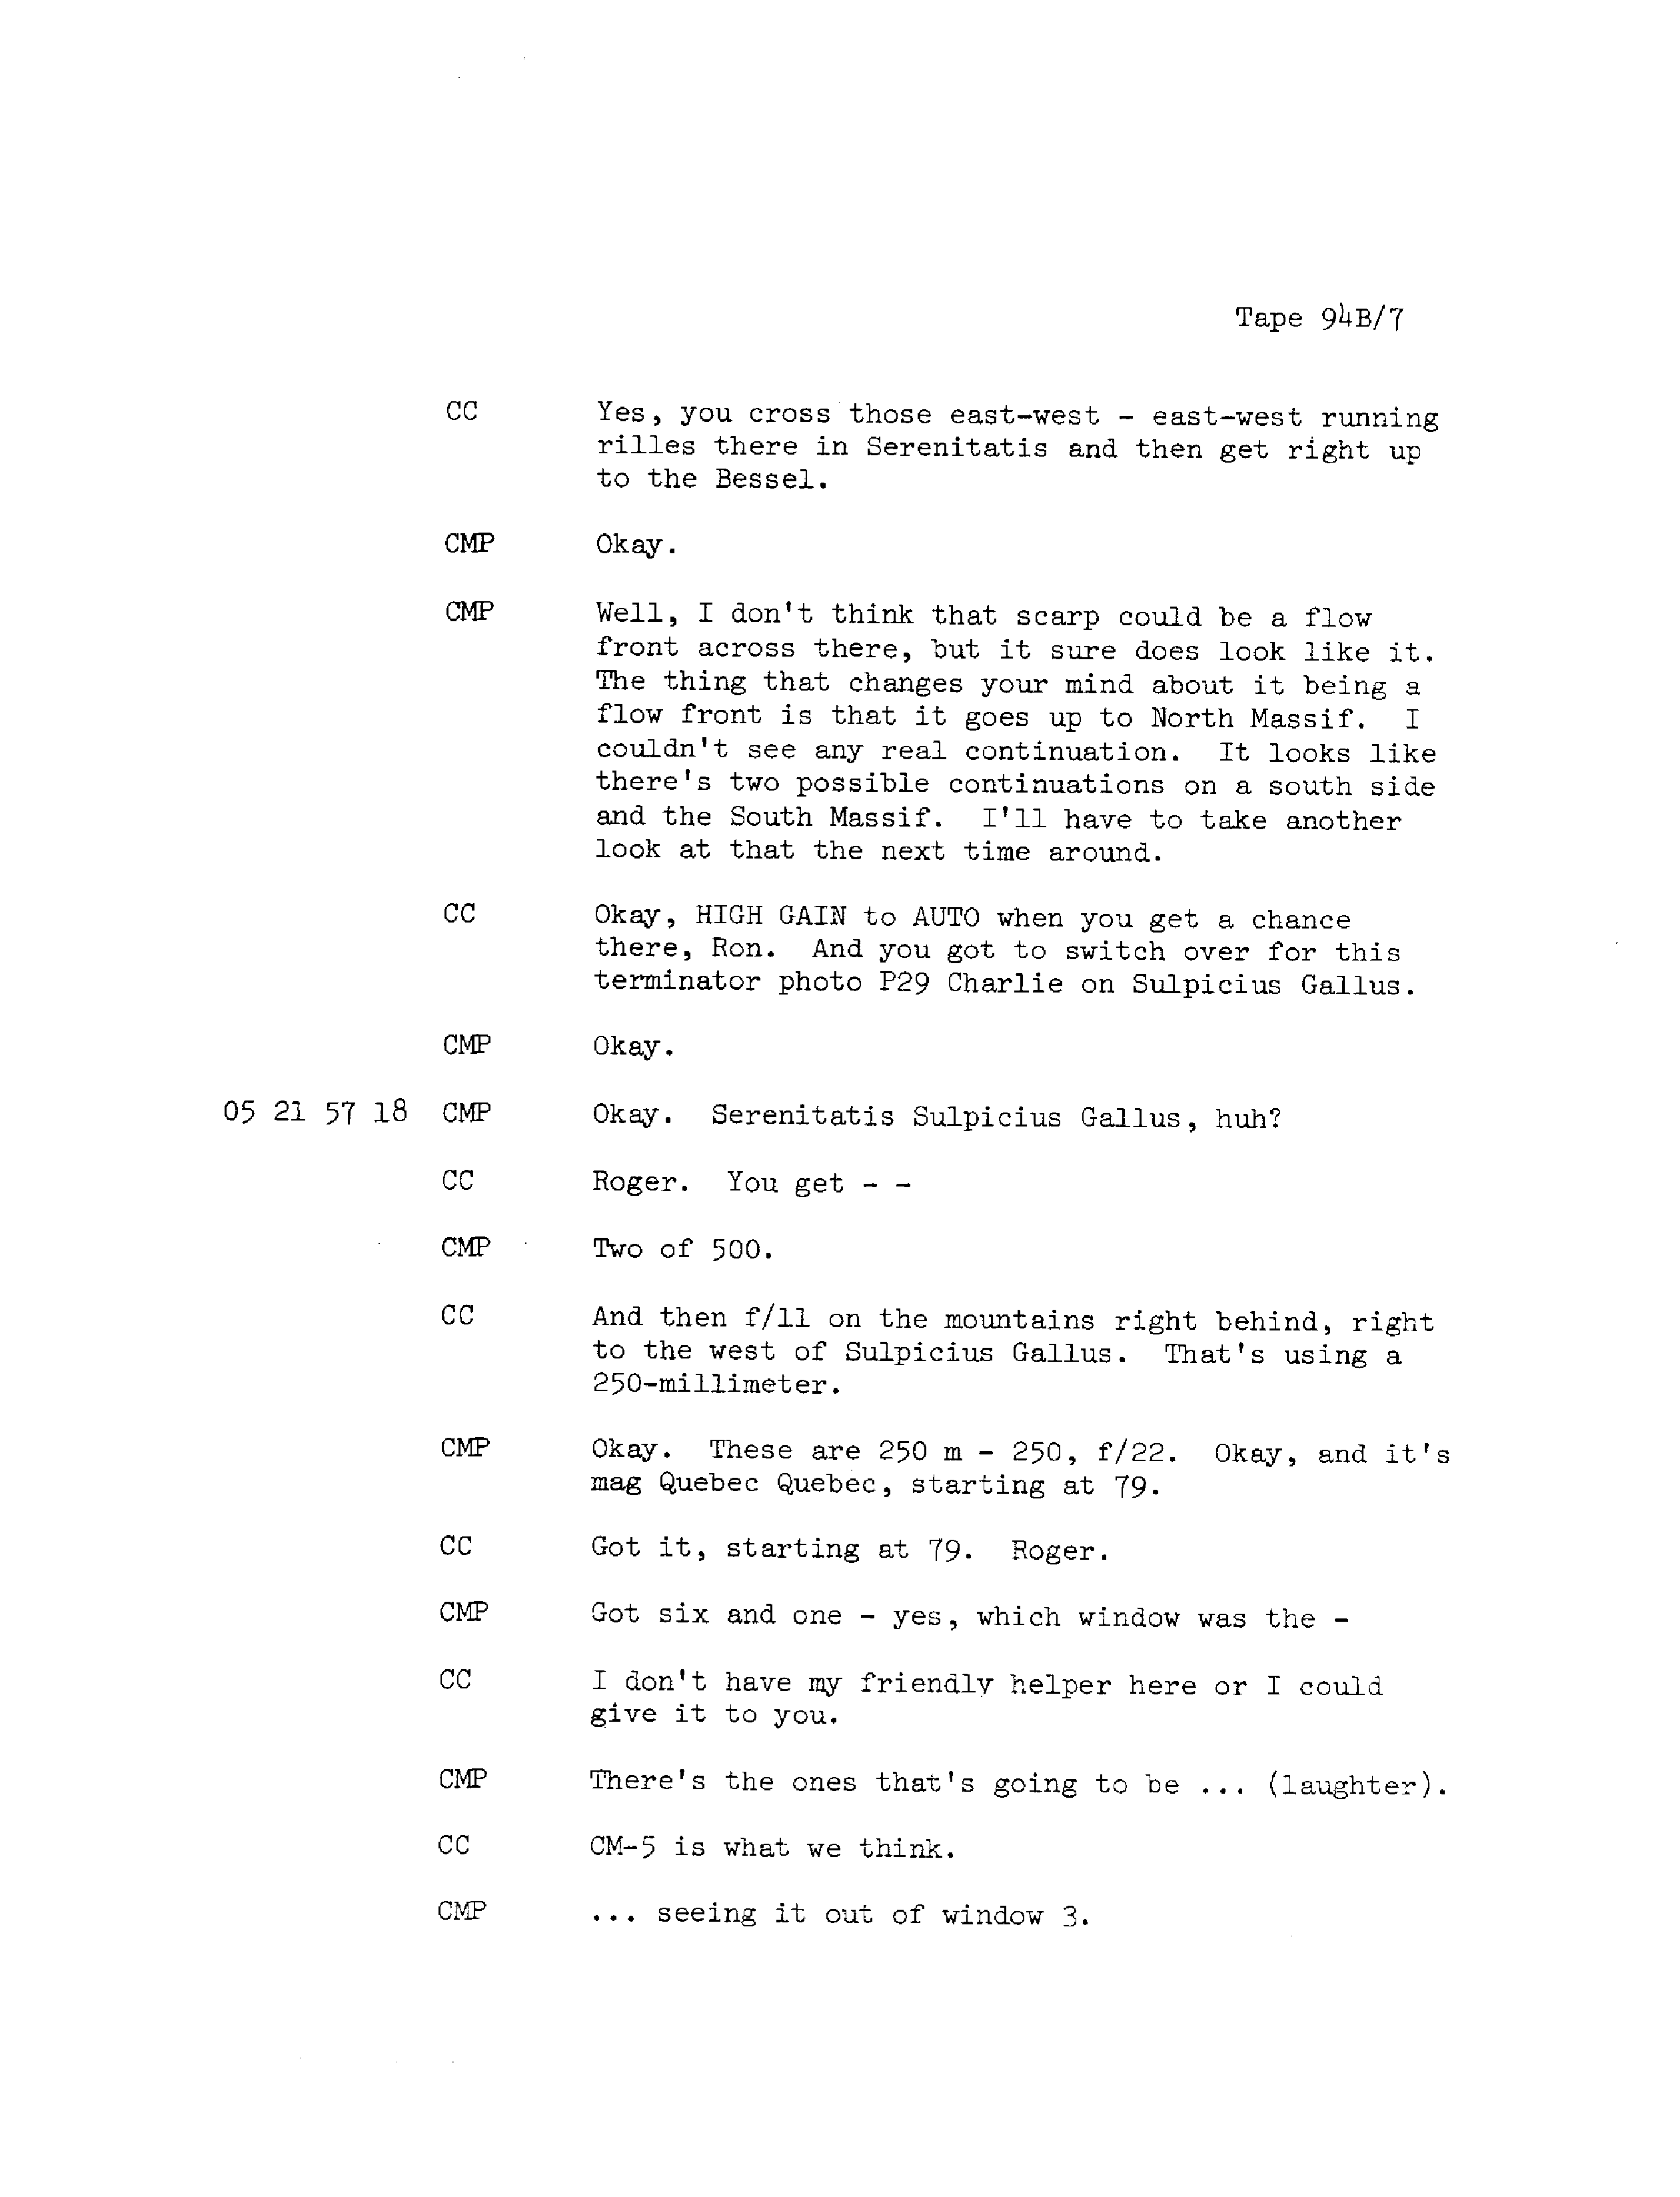 Tape 94B/7
CC Yes, you cross those east-west - east-west running
rilles there in Serenitatis and then get right up
to the Bessel.
CMP Okay.
CMP Well, I don't think that scarp could be a flow
front across there, but it sure does look like it.
The thing that changes your mind about it being a
flow front is that it goes up to North Massif. I
couldn't see any real continuation. It looks like
there's two possible continuations on a south side
and the South Massif. I'll have to take another
look at that the next time around.
CC Okay, HIGH GAIN to AUTO when you get a chance
there, Ron. And you got to switch over for this
terminator photo P29 Charlie on Sulpicius Gallus.
CMP Okay.
05 21 57 18 CMP Okay. Serenitatis Sulpicius Gallus, huh?
CC Roger. You get - -
CMP Two of 500.
CC And then f/11 on the mountains right behind, right
to the west of Sulpicius Gallus. That's using a
250-millimeter.
CMP Okay. These are 250 m - 250, f/22. Okay, and it's
mag Quebec Quebec, starting at 79.
CC Got it, starting at 79. Roger.
CMP Got six and one - yes, which window was the -
CC I don't have my friendly helper here or I could
give it to you.
CMP There's the ones that's going to be ... (laughter).
CC CM-5 is what we think.
CMP ... seeing it out of window 3.